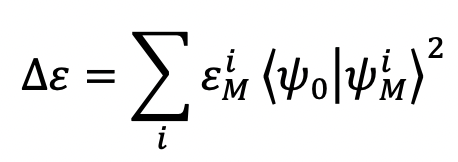 Δε = ∑_i ε_M^i ⟨ψ_0|ψ_M^i⟩^2